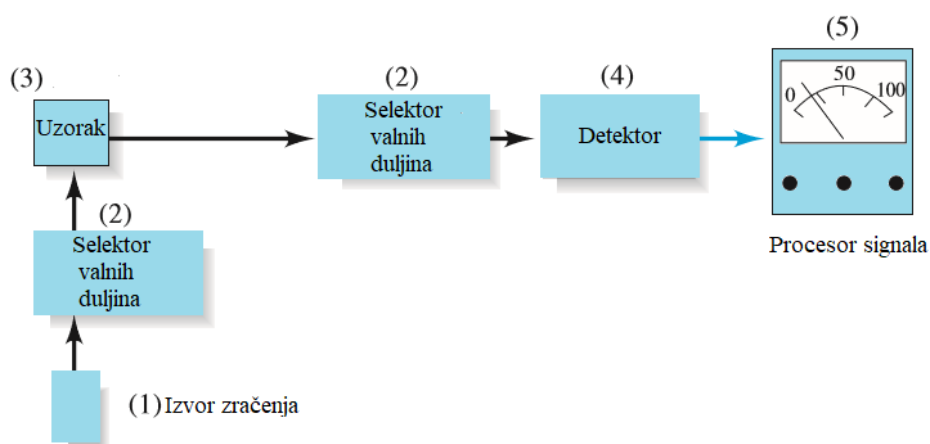 (5)
(3)
(2)
(4)
0
50
100
Uzorak
Selektor
valnih
duljina
Detektor
(2)
Selektor
valnih
duljina
Procesor signala
(1) Izvor zračenja